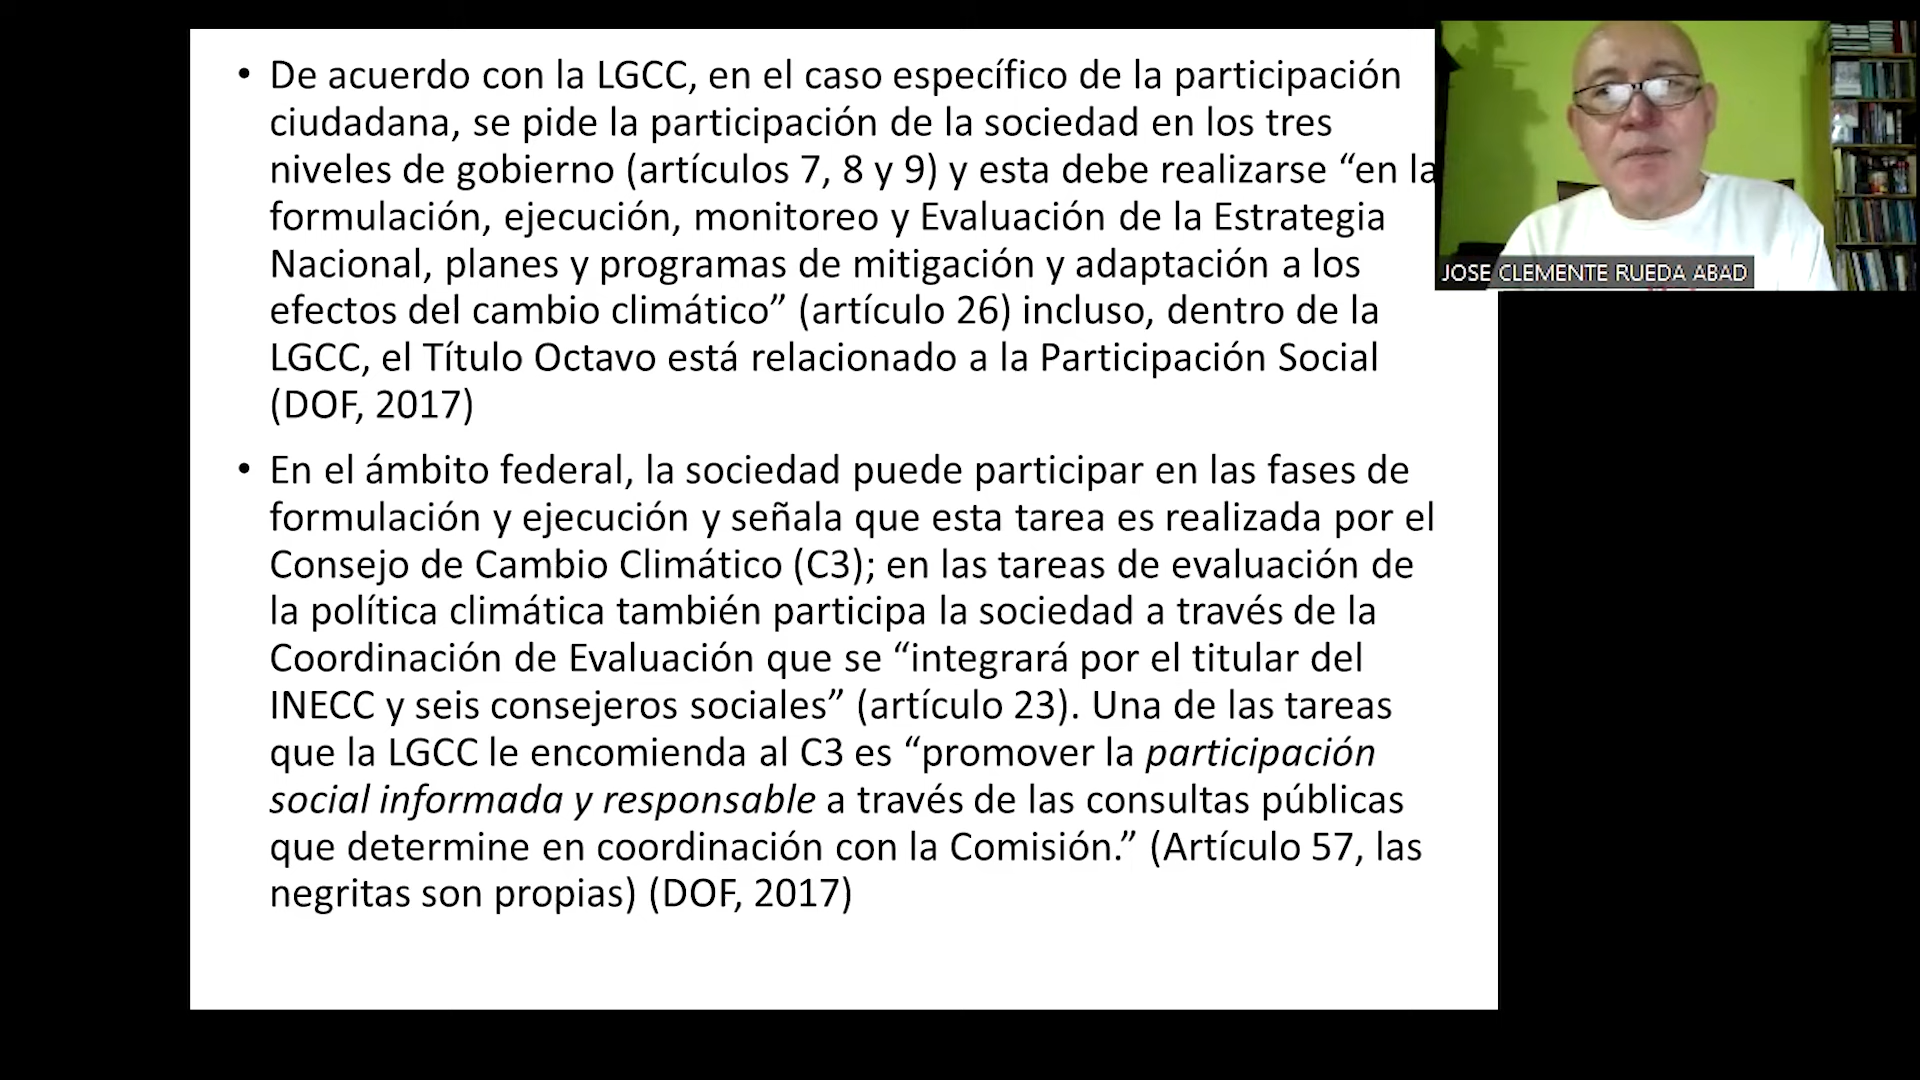 • De acuerdo con la LGCC, en el caso específico de la participación
ciudadana, se pide la participación de la sociedad en los tres
niveles de gobierno (artículos 7, 8 y 9) y esta debe realizarse “en la
formulación, ejecución, monitoreo y Evaluación de la Estrategia
Nacional, planes y programas de mitigación y adaptación a los
efectos del cambio climático” (artículo 26) incluso, dentro de la
LGCC, el Título Octavo está relacionado a la Participación Social
(DOF, 2017)
• En el ámbito federal, la sociedad puede participar en las fases de
formulación y ejecución y señala que esta tarea es realizada por el
Consejo de Cambio Climático (C3); en las tareas de evaluación de
la política climática también participa la sociedad a través de la
Coordinación de Evaluación que se “integrará por el titular del
INECC y seis consejeros sociales” (artículo 23). Una de las tareas
que la LGCC le encomienda al C3 es “promover la participación
social informada y responsable a través de las consultas públicas
que determine en coordinación con la Comisión.” (Artículo 57, las
negritas son propias) (DOF, 2017)
JOSE CLEMENTE RUEDA ABAD